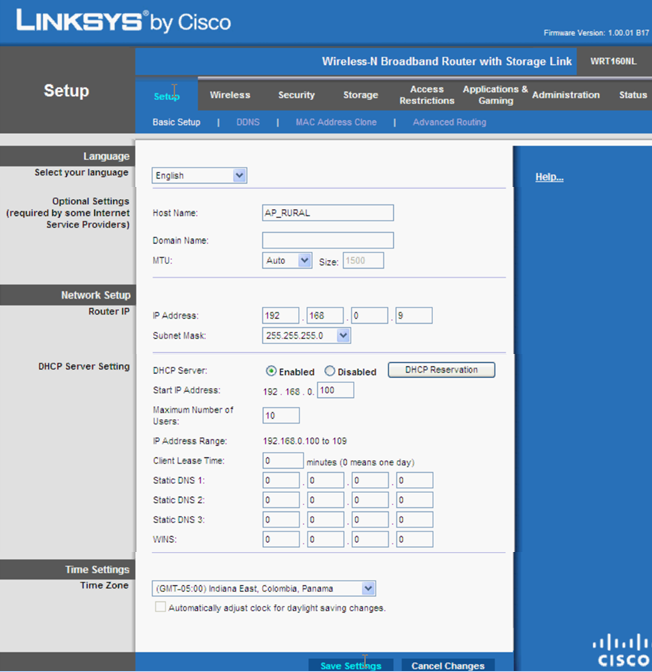 LINKSYS® by Cisco
Firmware Version: 1.00.01 B17
Wireless-N Broadband Router with Storage Link WRT160NL
Setup
Setup Wireless Security Storage Access Restrictions Applications & Gaming Administration Status
Basic Setup | DDNS | MAC Address Clone | Advanced Routing
Language
Select your language
English
Help...
Optional Settings
(required by some Internet
Service Providers)
Host Name: AP_RURAL
Domain Name:
MTU: Auto Size: 1500
Network Setup
Router IP
IP Address: 192 . 168 . 0 . 9
Subnet Mask: 255.255.255.0
DHCP Server Setting
DHCP Server: Enabled Disabled DHCP Reservation
Start IP Address: 192 . 168 . 0. 100
Maximum Number of
Users: 10
IP Address Range: 192.168.0.100 to 109
Client Lease Time: 0 minutes (0 means one day)
Static DNS 1: 0 . 0 . 0 . 0
Static DNS 2: 0 . 0 . 0 . 0
Static DNS 3: 0 . 0 . 0 . 0
WINS: 0 . 0 . 0 . 0
Time Settings
Time Zone
(GMT-05:00) Indiana East, Colombia, Panama
Automatically adjust clock for daylight saving changes.
Save Settings Cancel Changes
CISCO